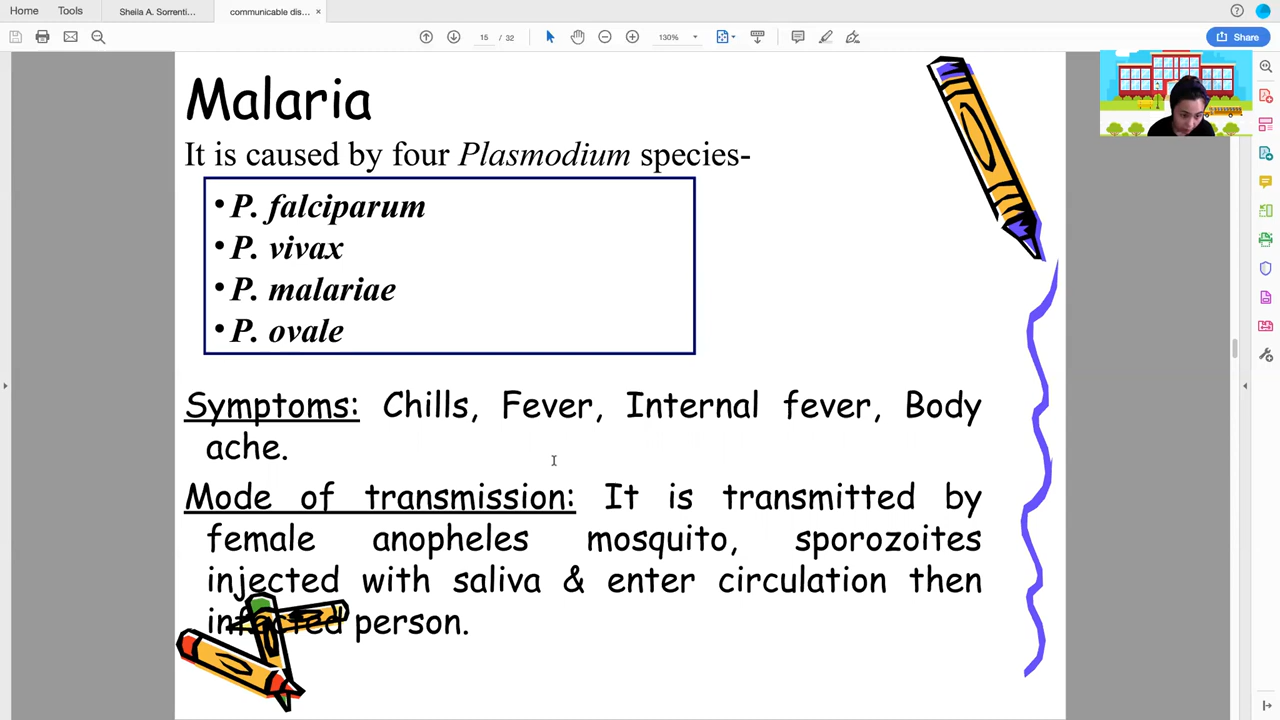 Home Tools Sheila A. Sorrenti... communicable dis... ×
15 / 32 130% Share
Malaria
It is caused by four Plasmodium species-
• P. falciparum
• P. vivax
• P. malariae
• P. ovale
Symptoms: Chills, Fever, Internal fever, Body
ache.
Mode of transmission: It is transmitted by
female anopheles mosquito, sporozoites
injected with saliva & enter circulation then
infected person.